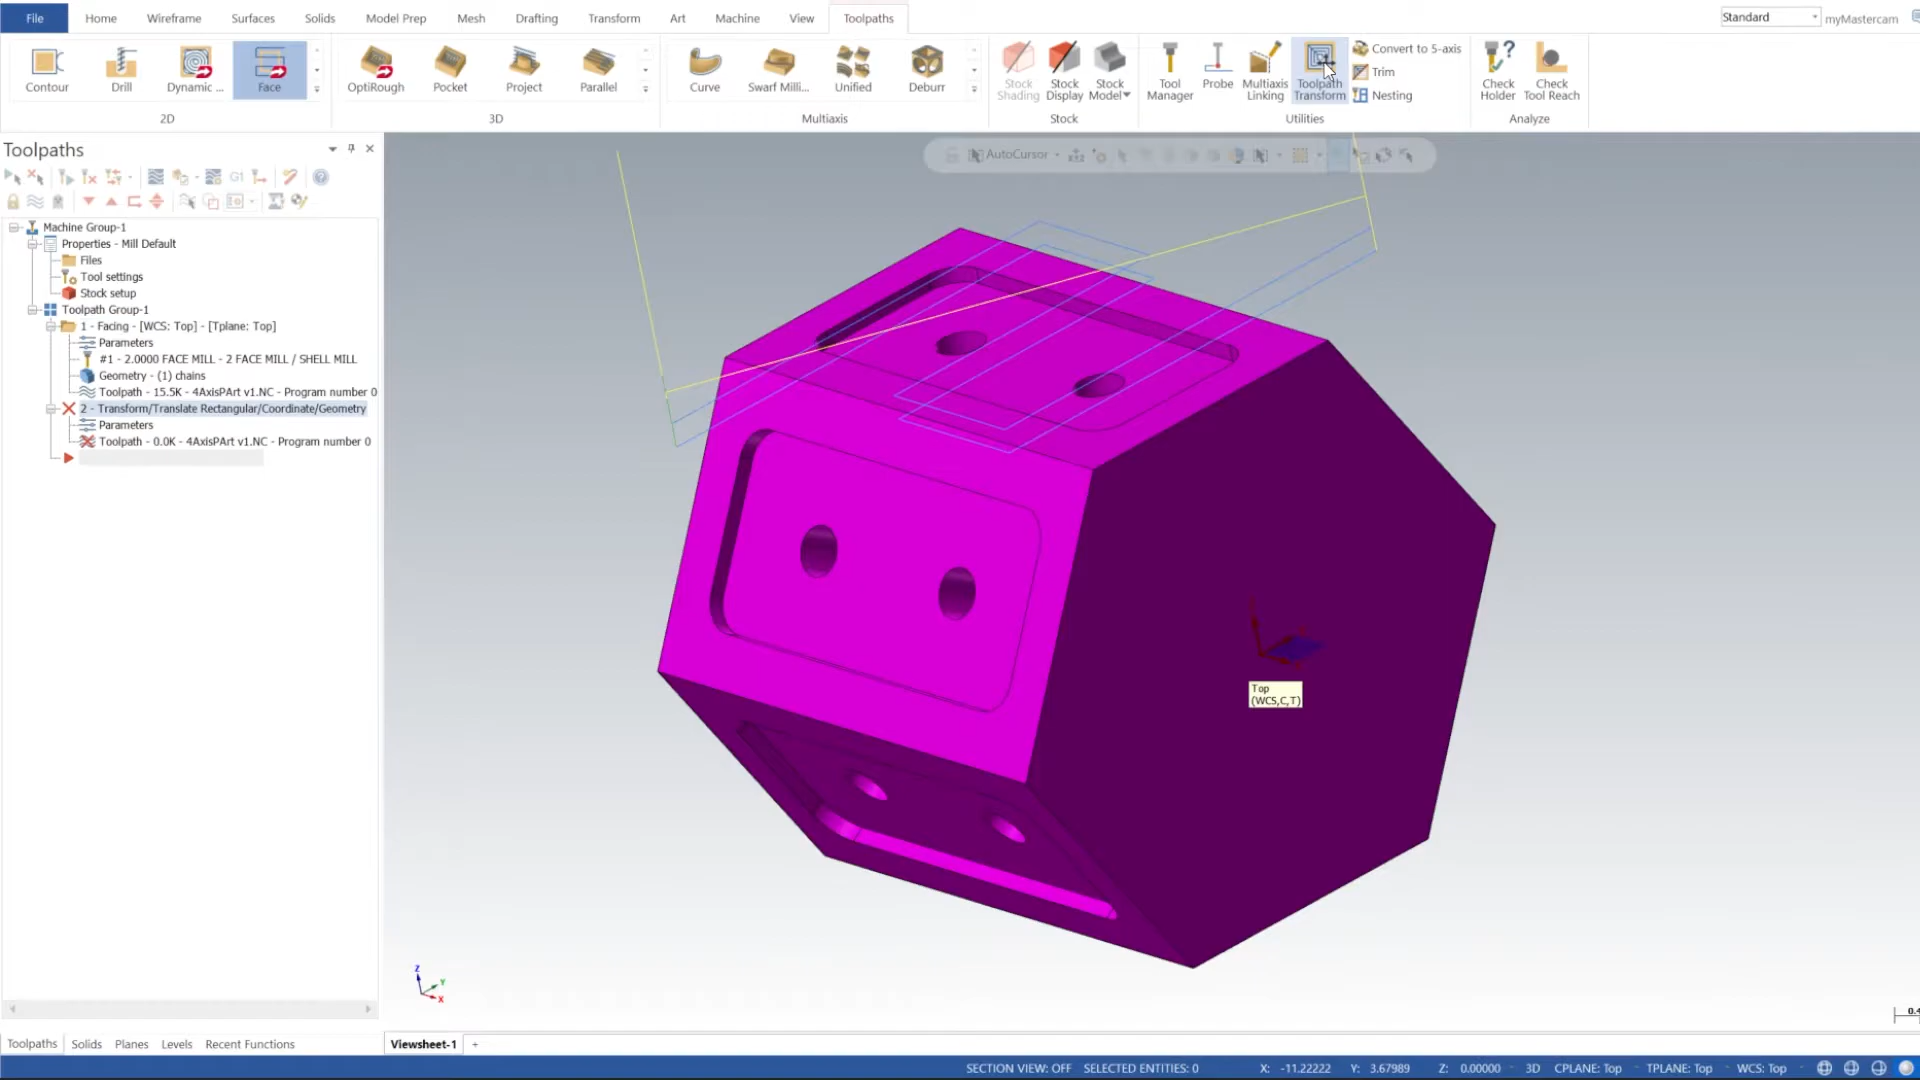 File Home Wireframe Surfaces Solids Model Prep Mesh Drafting Transform Art Machine View Toolpaths Standard myMastercam
Contour Drill Dynamic ... Face OptiRough Pocket Project Parallel Curve Swarf Milli... Unified Deburr Stock Shading Stock Display Stock Model Tool Manager Probe Multiaxis Linking Toolpath Transform Convert to 5-axis Trim Nesting Check Holder Check Tool Reach
2D 3D Multiaxis Stock Utilities Analyze
Toolpaths
AutoCursor
G1
Machine Group-1
Properties - Mill Default
Files
Tool settings
Stock setup
Toolpath Group-1
1 - Facing - [WCS: Top] - [Tplane: Top]
Parameters
#1 - 2.0000 FACE MILL - 2 FACE MILL / SHELL MILL
Geometry - (1) chains
Toolpath - 15.5K - 4AxisPArt v1.NC - Program number 0
2 - Transform/Translate Rectangular/Coordinate/Geometry
Parameters
Toolpath - 0.0K - 4AxisPArt v1.NC - Program number 0
Top
(WCS,C,T)
Z
Y
X
0.4
Toolpaths Solids Planes Levels Recent Functions Viewsheet-1 +
SECTION VIEW: OFF SELECTED ENTITIES: 0 X: -11.22222 Y: 3.67989 Z: 0.00000 3D CPLANE: Top TPLANE: Top WCS: Top